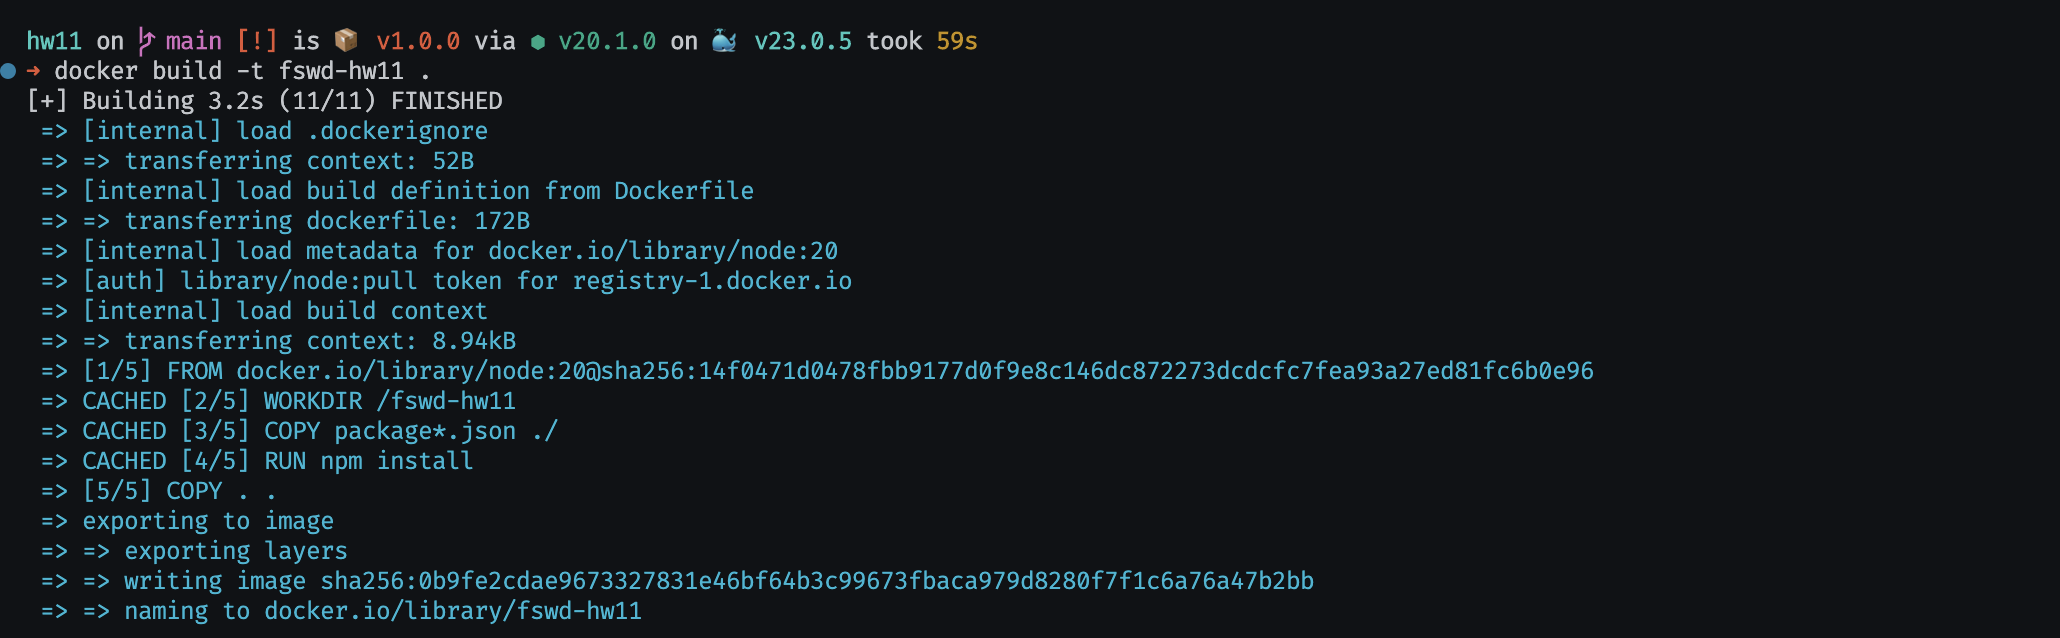 hw11 on main [!] is 📦 v1.0.0 via ⬢ v20.1.0 on 🐳 v23.0.5 took 59s
➜ docker build -t fswd-hw11 .
[+] Building 3.2s (11/11) FINISHED
=> [internal] load .dockerignore
=> => transferring context: 52B
=> [internal] load build definition from Dockerfile
=> => transferring dockerfile: 172B
=> [internal] load metadata for docker.io/library/node:20
=> [auth] library/node:pull token for registry-1.docker.io
=> [internal] load build context
=> => transferring context: 8.94kB
=> [1/5] FROM docker.io/library/node:20@sha256:14f0471d0478fbb9177d0f9e8c146dc872273dcdcfc7fea93a27ed81fc6b0e96
=> CACHED [2/5] WORKDIR /fswd-hw11
=> CACHED [3/5] COPY package*.json ./
=> CACHED [4/5] RUN npm install
=> [5/5] COPY . .
=> exporting to image
=> => exporting layers
=> => writing image sha256:0b9fe2cdae9673327831e46bf64b3c99673fbaca979d8280f7f1c6a76a47b2bb
=> => naming to docker.io/library/fswd-hw11